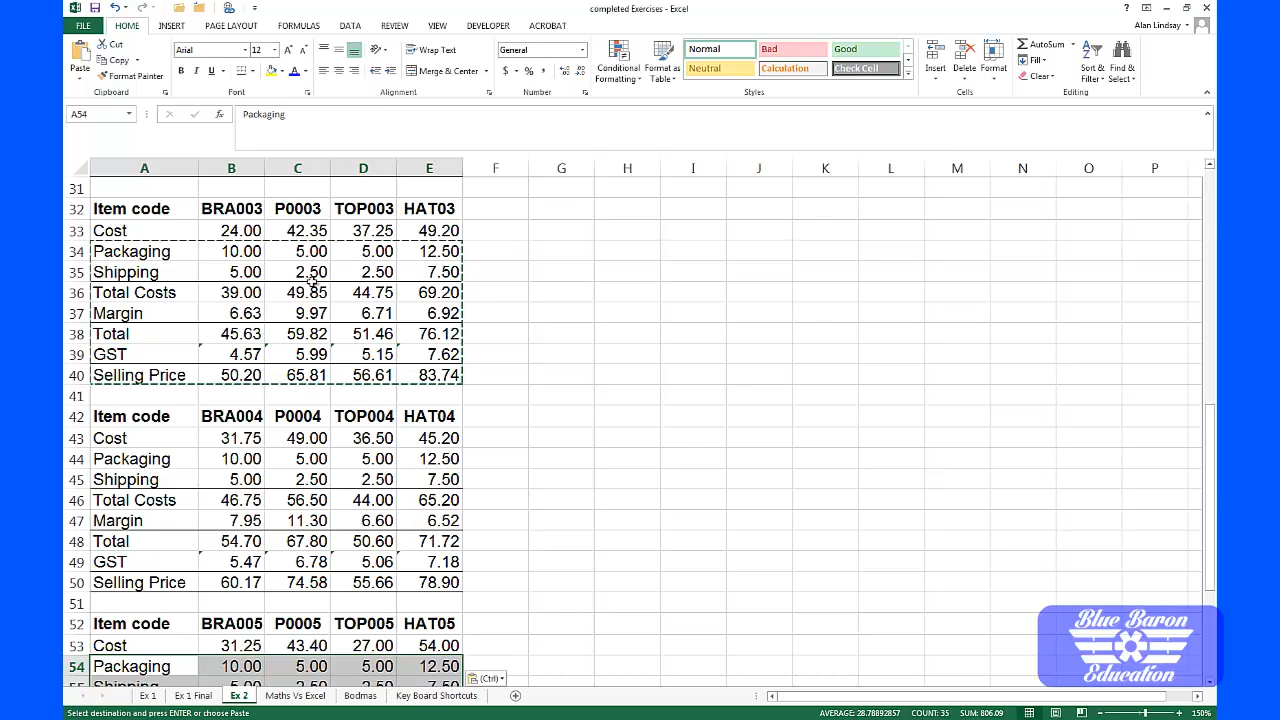 completed Exercises - Excel
FILE HOME INSERT PAGE LAYOUT FORMULAS DATA REVIEW VIEW DEVELOPER ACROBAT Alan Lindsay
Paste Cut Copy Format Painter Clipboard
Arial 12 A A B I U A Font
Wrap Text Merge & Center Alignment
General $ % , Number
Conditional Formatting Format as Table Normal Bad Good Neutral Calculation Check Cell Styles
Insert Delete Format Cells
AutoSum Fill Clear Sort & Filter Find & Select Editing
A54 fx Packaging
A B C D E F G H I J K L M N O P
31
32 Item code BRA003 P0003 TOP003 HAT03
33 Cost 24.00 42.35 37.25 49.20
34 Packaging 10.00 5.00 5.00 12.50
35 Shipping 5.00 2.50 2.50 7.50
36 Total Costs 39.00 49.85 44.75 69.20
37 Margin 6.63 9.97 6.71 6.92
38 Total 45.63 59.82 51.46 76.12
39 GST 4.57 5.99 5.15 7.62
40 Selling Price 50.20 65.81 56.61 83.74
41
42 Item code BRA004 P0004 TOP004 HAT04
43 Cost 31.75 49.00 36.50 45.20
44 Packaging 10.00 5.00 5.00 12.50
45 Shipping 5.00 2.50 2.50 7.50
46 Total Costs 46.75 56.50 44.00 65.20
47 Margin 7.95 11.30 6.60 6.52
48 Total 54.70 67.80 50.60 71.72
49 GST 5.47 6.78 5.06 7.18
50 Selling Price 60.17 74.58 55.66 78.90
51
52 Item code BRA005 P0005 TOP005 HAT05
53 Cost 31.25 43.40 27.00 54.00
54 Packaging 10.00 5.00 5.00 12.50
(Ctrl)
Blue Baron
Education
Ex 1 Ex 1 Final Ex 2 Maths Vs Excel Bodmas Key Board Shortcuts
Select destination and press ENTER or choose Paste AVERAGE: 28.78892857 COUNT: 35 SUM: 806.09 150%